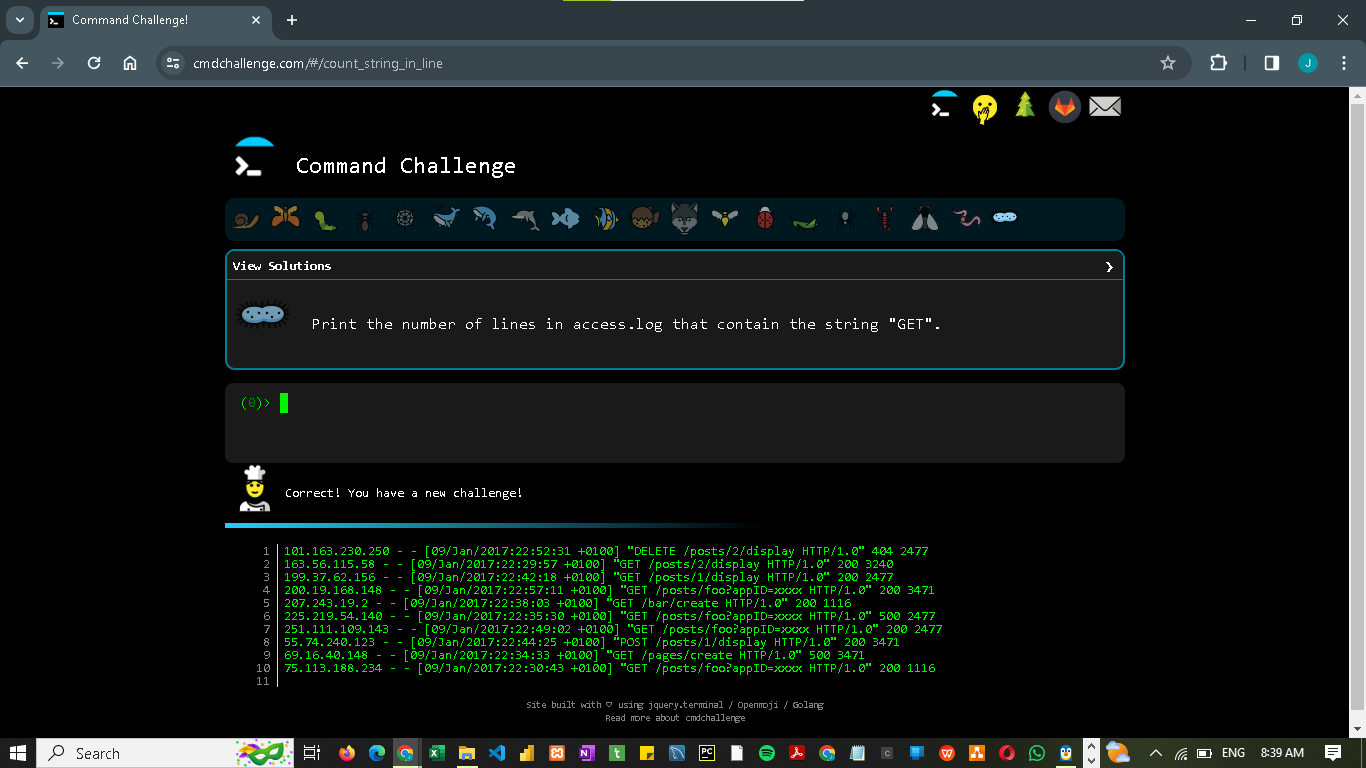 Command Challenge!
cmdchallenge.com/#/count_string_in_line
J
Command Challenge
View Solutions
Print the number of lines in access.log that contain the string "GET".
(0)>
Correct! You have a new challenge!
1 101.163.230.250 - - [09/Jan/2017:22:52:31 +0100] "DELETE /posts/2/display HTTP/1.0" 404 2477
2 163.56.115.58 - - [09/Jan/2017:22:29:57 +0100] "GET /posts/2/display HTTP/1.0" 200 3240
3 199.37.62.156 - - [09/Jan/2017:22:42:18 +0100] "GET /posts/1/display HTTP/1.0" 200 2477
4 200.19.168.148 - - [09/Jan/2017:22:57:11 +0100] "GET /posts/foo?appID=xxxx HTTP/1.0" 200 3471
5 207.243.19.2 - - [09/Jan/2017:22:38:03 +0100] "GET /bar/create HTTP/1.0" 200 1116
6 225.219.54.140 - - [09/Jan/2017:22:35:30 +0100] "GET /posts/foo?appID=xxxx HTTP/1.0" 500 2477
7 251.111.109.143 - - [09/Jan/2017:22:49:02 +0100] "GET /posts/foo?appID=xxxx HTTP/1.0" 200 2477
8 55.74.240.123 - - [09/Jan/2017:22:44:25 +0100] "POST /posts/1/display HTTP/1.0" 200 3471
9 69.16.40.148 - - [09/Jan/2017:22:34:33 +0100] "GET /pages/create HTTP/1.0" 500 3471
10 75.113.188.234 - - [09/Jan/2017:22:30:43 +0100] "GET /posts/foo?appID=xxxx HTTP/1.0" 200 1116
11
Site built with ♡ using jquery.terminal / Openmoji / Golang
Read more about cmdchallenge
Search
ENG 8:39 AM